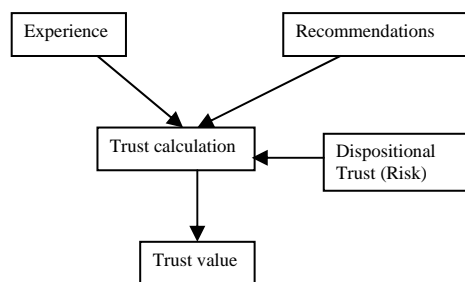 Experience
Recommendations
Trust calculation
Dispositional
Trust (Risk)
Trust value